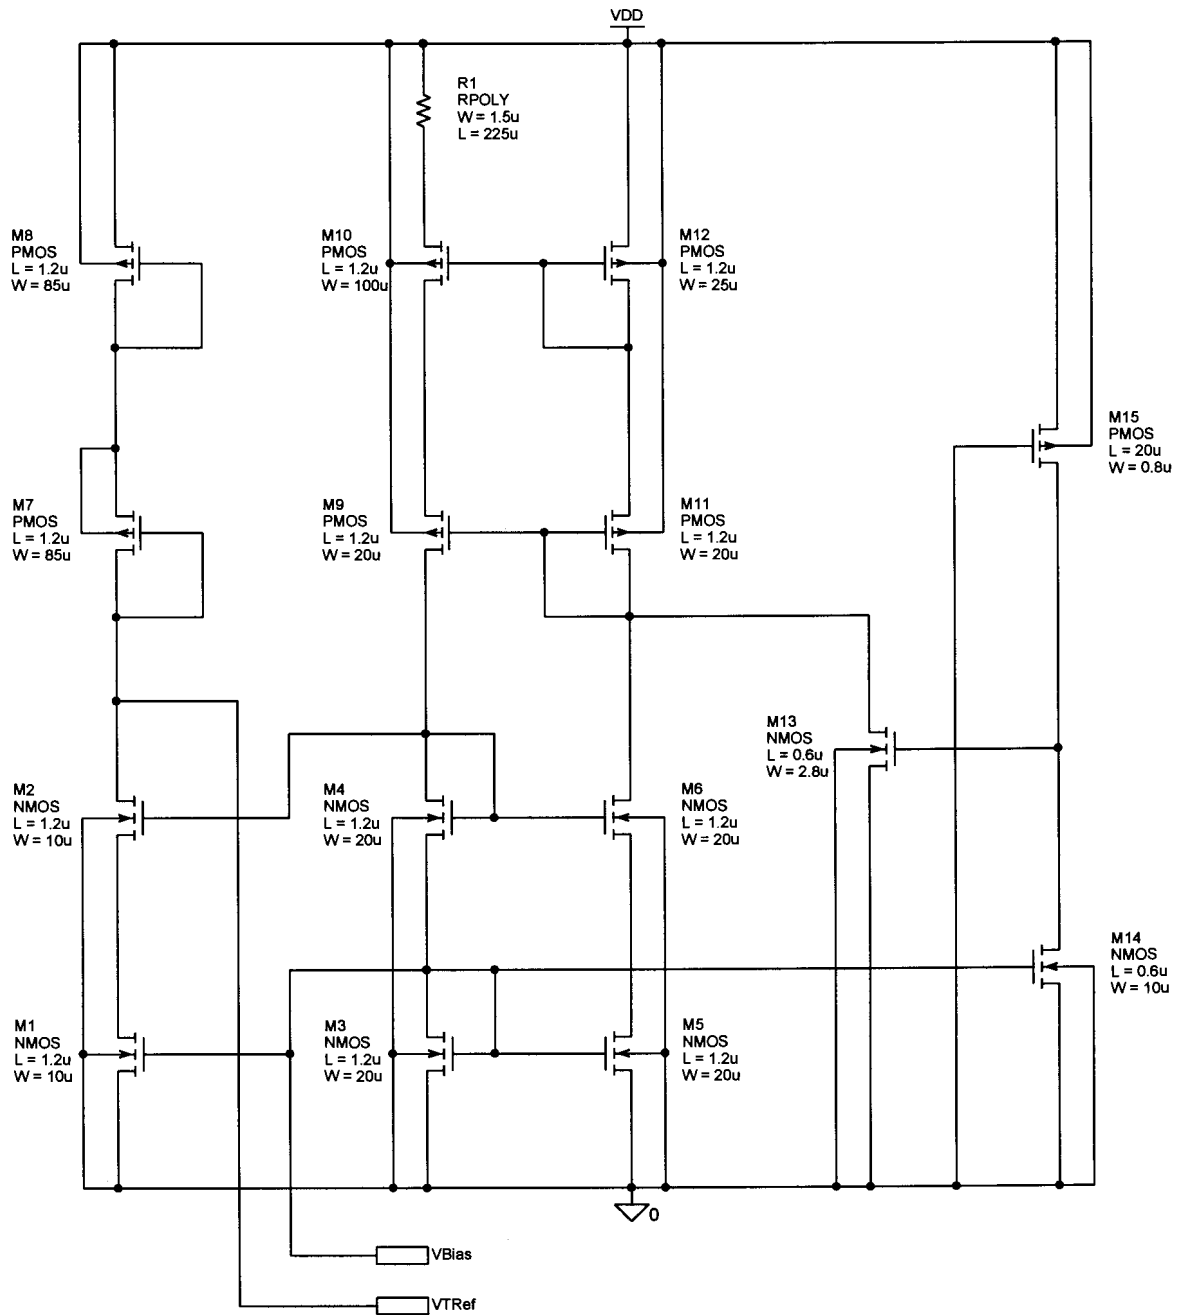 VDD
R1
RPOLY
W = 1.5u
L = 225u
M8
PMOS
L = 1.2u
W = 85u
M10
PMOS
L = 1.2u
W = 100u
M12
PMOS
L = 1.2u
W = 25u
M15
PMOS
L = 20u
W = 0.8u
M7
PMOS
L = 1.2u
W = 85u
M9
PMOS
L = 1.2u
W = 20u
M11
PMOS
L = 1.2u
W = 20u
M13
NMOS
L = 0.6u
W = 2.8u
M2
NMOS
L = 1.2u
W = 10u
M4
NMOS
L = 1.2u
W = 20u
M6
NMOS
L = 1.2u
W = 20u
M14
NMOS
L = 0.6u
W = 10u
M1
NMOS
L = 1.2u
W = 10u
M3
NMOS
L = 1.2u
W = 20u
M5
NMOS
L = 1.2u
W = 20u
0
VBias
VTRef